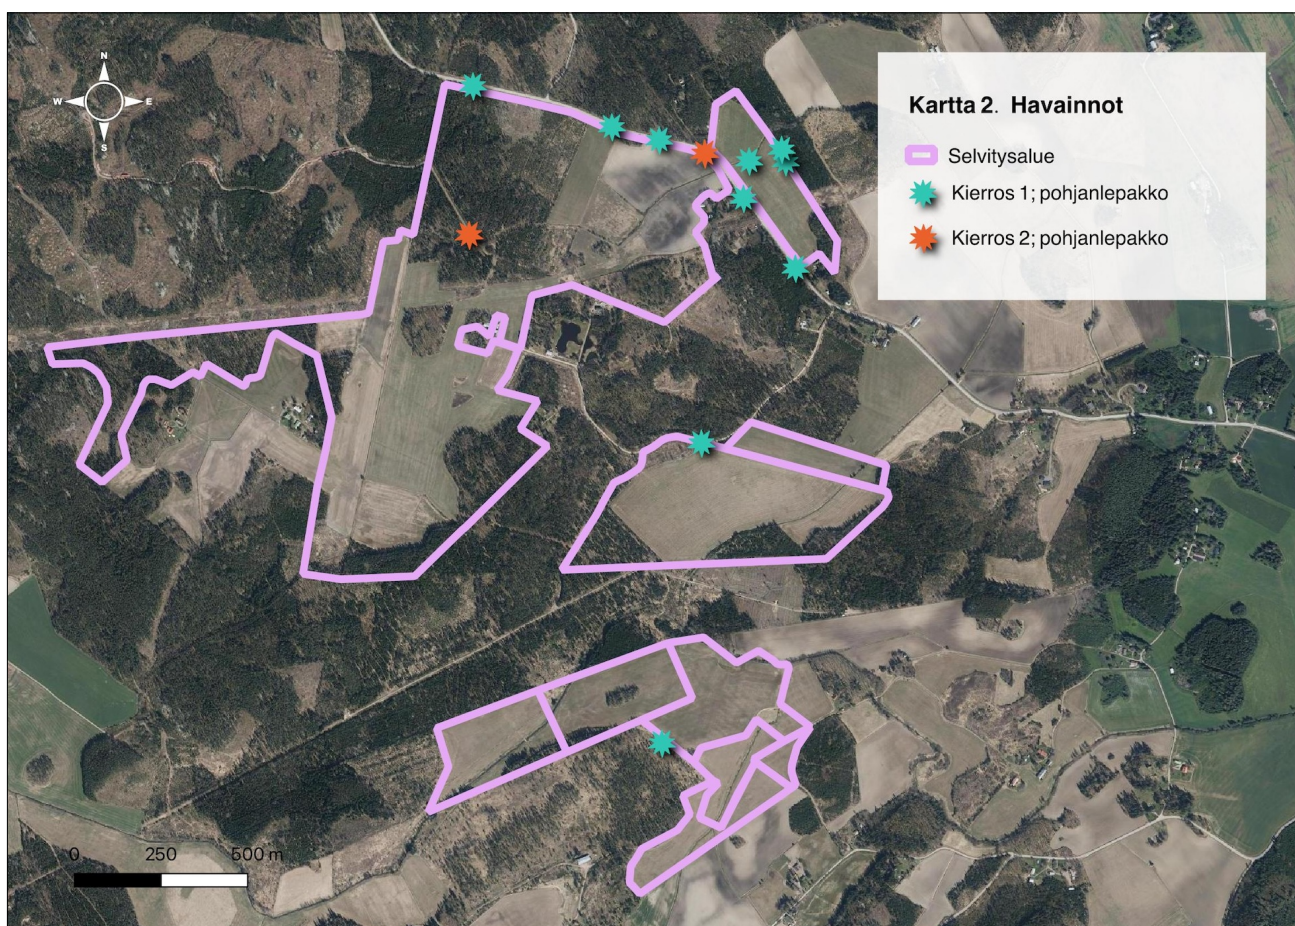 N
W E
S
Kartta 2. Havainnot
Selvitysalue
Kierros 1; pohjanlepakko
Kierros 2; pohjanlepakko
0 250 500 m